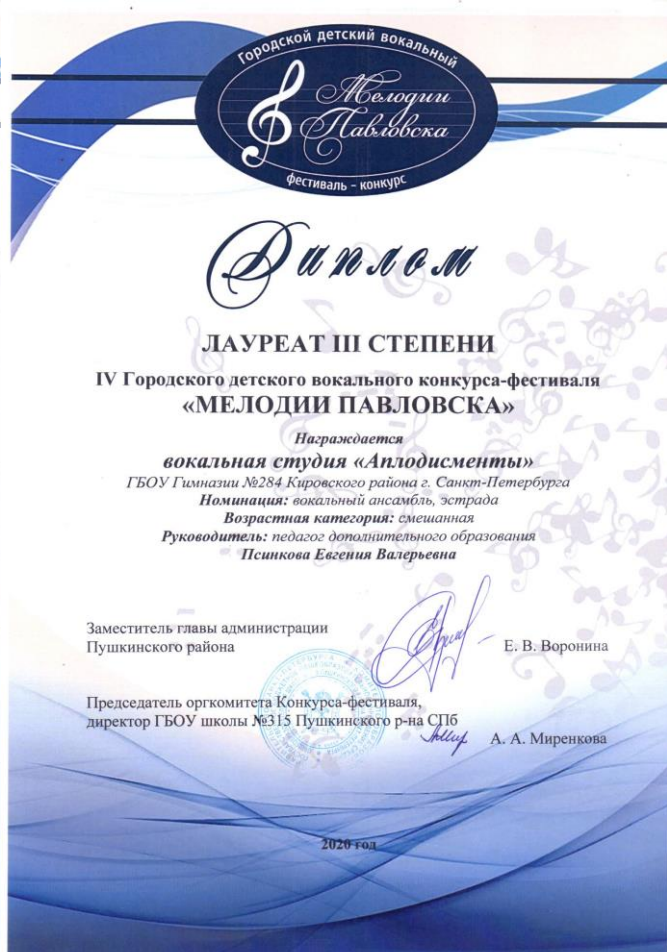 Городской детский вокальный
Мелодии
Павловска
фестиваль - конкурс
Диплом
ЛАУРЕАТ III СТЕПЕНИ
IV Городского детского вокального конкурса-фестиваля
«МЕЛОДИИ ПАВЛОВСКА»
Награждается
вокальная студия «Аплодисменты»
ГБОУ Гимназии №284 Кировского района г. Санкт-Петербурга
Номинация: вокальный ансамбль, эстрада
Возрастная категория: смешанная
Руководитель: педагог дополнительного образования
Псинкова Евгения Валерьевна
Заместитель главы администрации
Пушкинского района
Е. В. Воронина
Председатель оргкомитета Конкурса-фестиваля,
директор ГБОУ школы №315 Пушкинского р-на СПб
А. А. Миренкова
2020 год